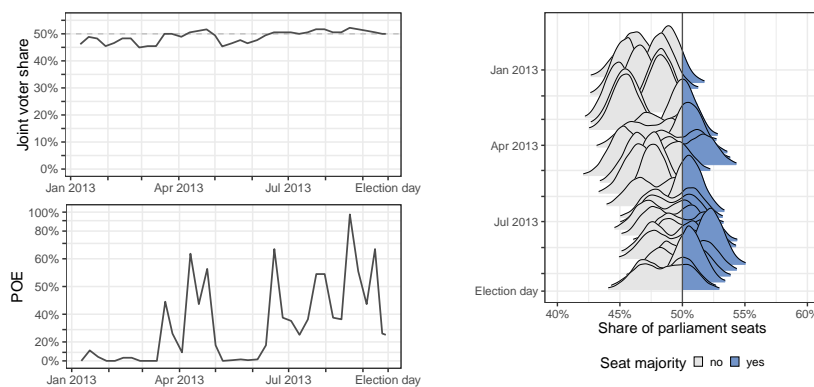 Joint voter share
50%
40%
30%
20%
10%
0%
Jan 2013 Apr 2013 Jul 2013 Election day
POE
100%
80%
60%
50%
40%
20%
0%
Jan 2013 Apr 2013 Jul 2013 Election day
Jan 2013
Apr 2013
Jul 2013
Election day
40% 45% 50% 55% 60%
Share of parliament seats
Seat majority no yes